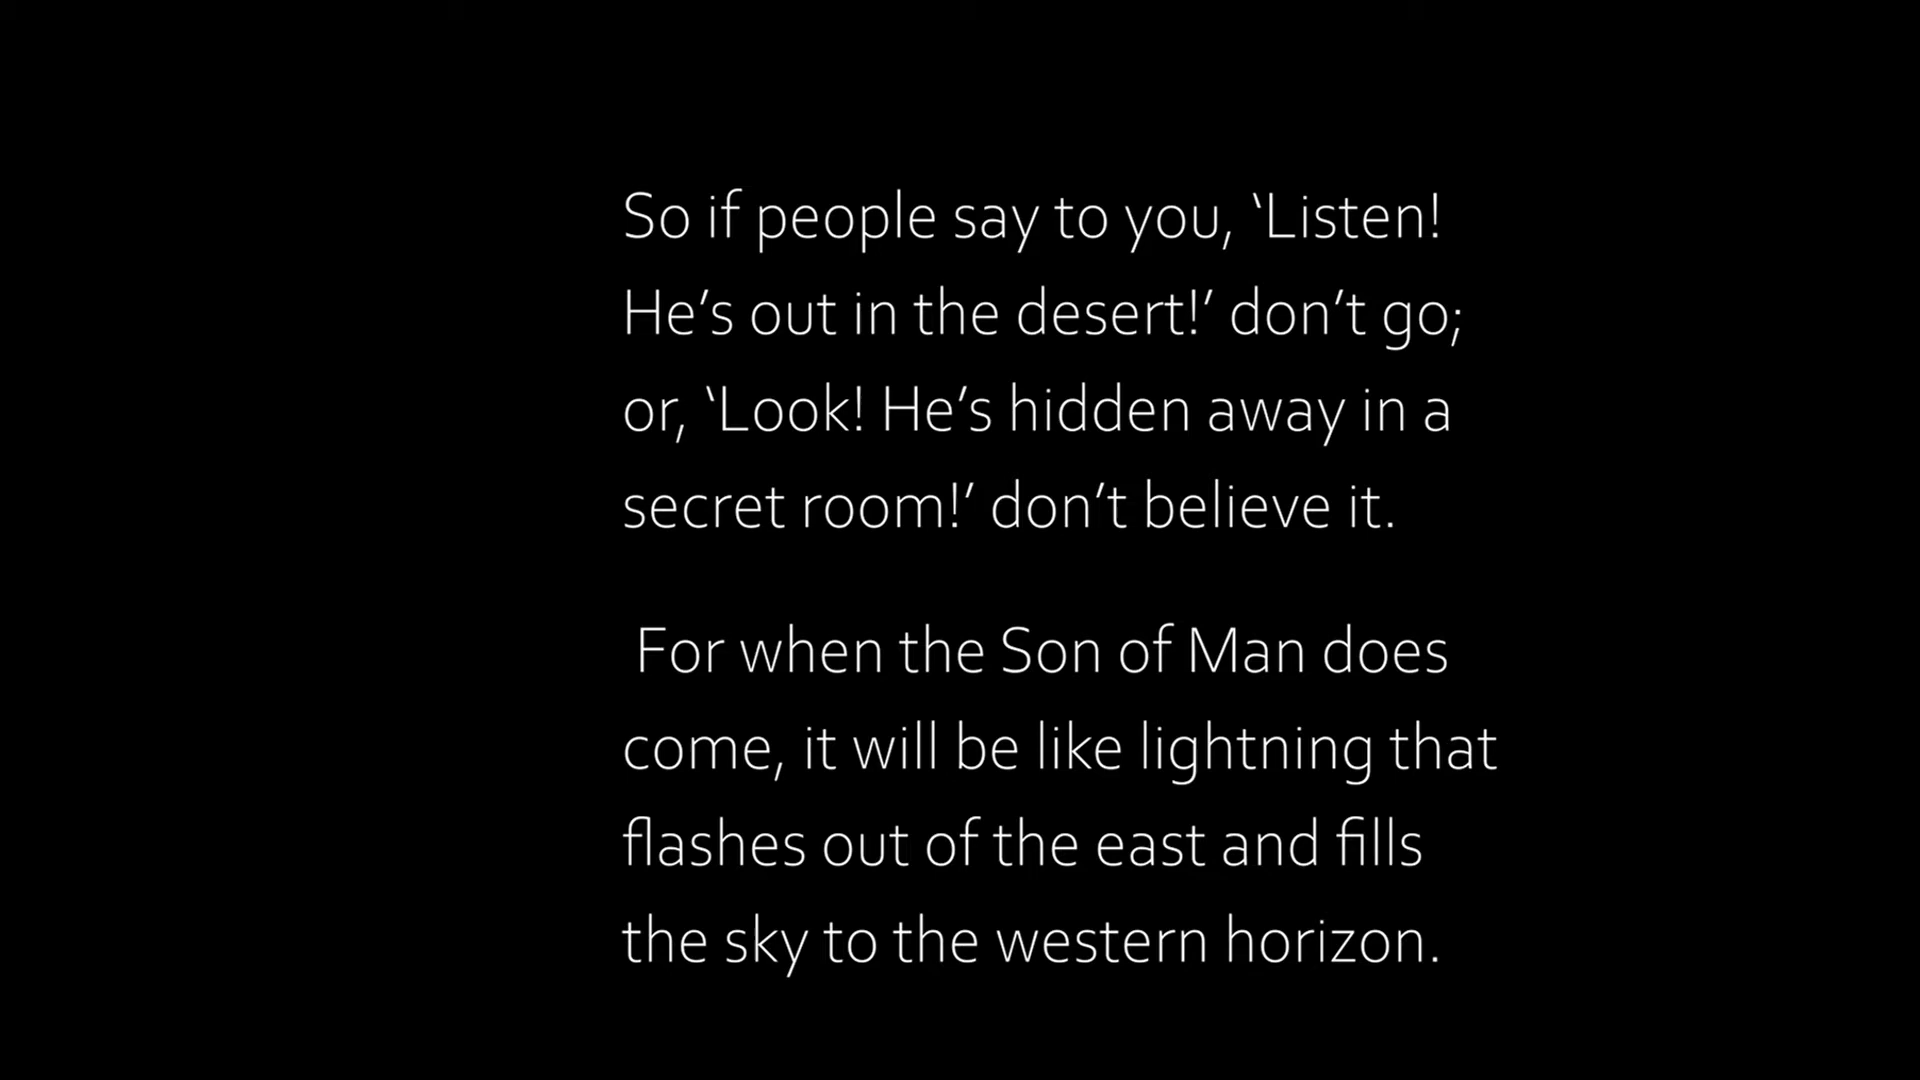 So if people say to you, ‘Listen!
He’s out in the desert!’ don’t go;
or, ‘Look! He’s hidden away in a
secret room!’ don’t believe it.
For when the Son of Man does
come, it will be like lightning that
flashes out of the east and fills
the sky to the western horizon.